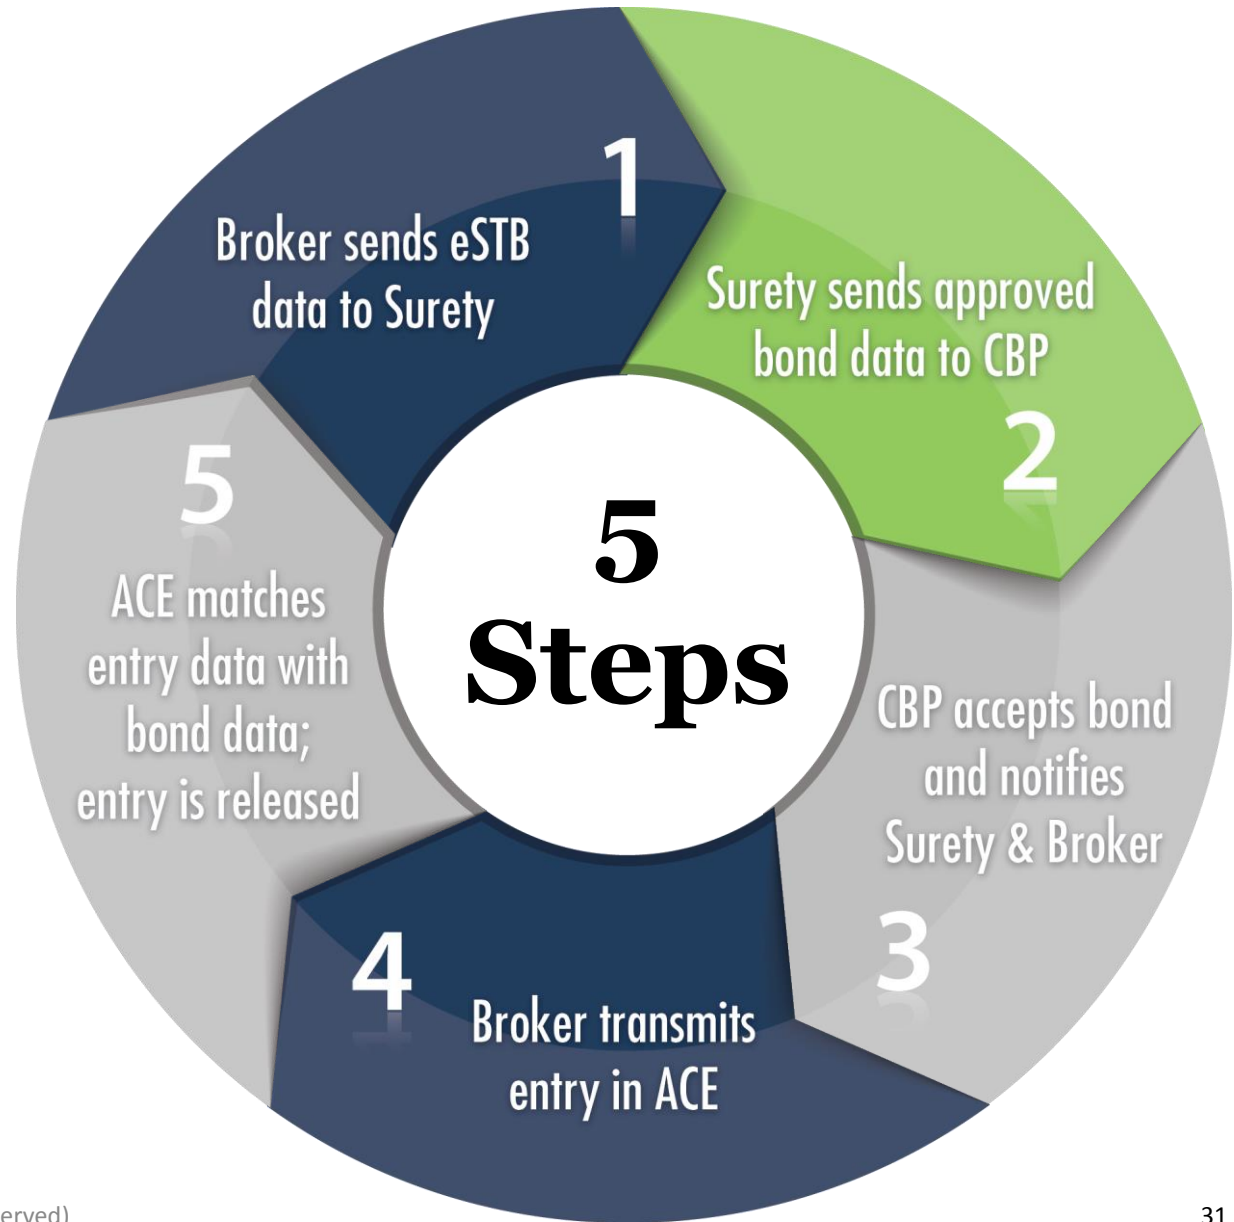 1
Broker sends eSTB
data to Surety
Surety sends approved
bond data to CBP
2
CBP accepts bond
and notifies
Surety & Broker
3
4
Broker transmits
entry in ACE
5
ACE matches
entry data with
bond data;
entry is released
5
Steps
erved)
31